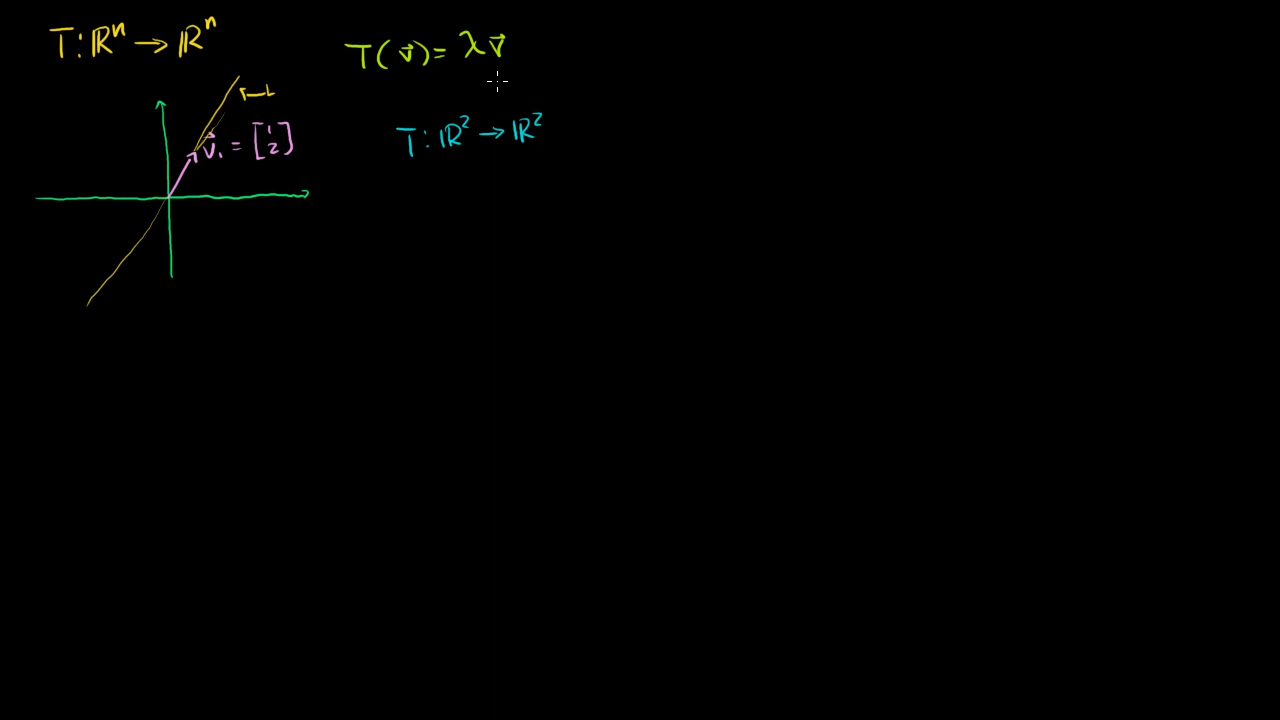 T: ℝⁿ → ℝⁿ
T(v⃗) = λv⃗
← L
v⃗₁ = [1 2]
T: ℝ² → ℝ²